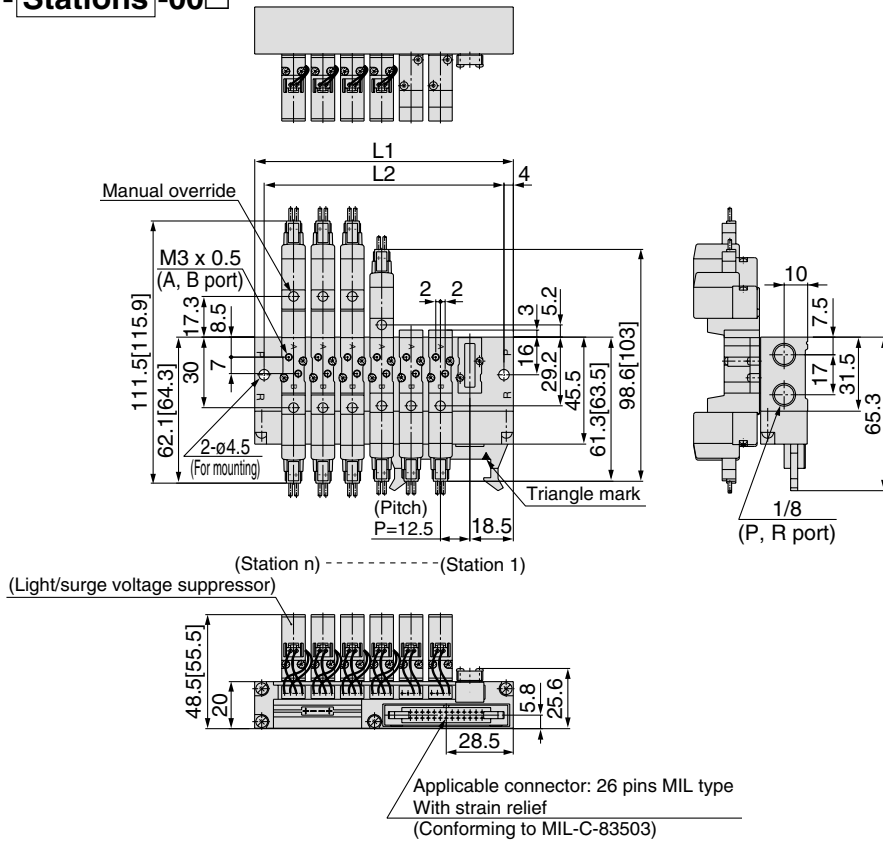 - Stations -00□
L1
L2
4
Manual override
M3 x 0.5
(A, B port)
111.5[115.9]
62.1[64.3]
17.3
8.5
30
7
2-ø4.5
(For mounting)
2
2
3
5.2
16
29.2
45.5
61.3[63.5]
98.6[103]
P
R
A
A
A
A
A
A
B
B
B
B
B
B
P
R
10
7.5
17
31.5
65.3
1/8
(P, R port)
Triangle mark
(Pitch)
P=12.5
18.5
(Station n)
(Station 1)
(Light/surge voltage suppressor)
48.5[55.5]
20
5.8
25.6
28.5
Applicable connector: 26 pins MIL type
With strain relief
(Conforming to MIL-C-83503)